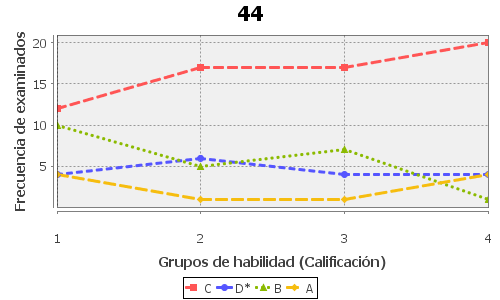 44
Frecuencia de examinados
20
15
10
5
1 2 3 4
Grupos de habilidad (Calificación)
C D* B A